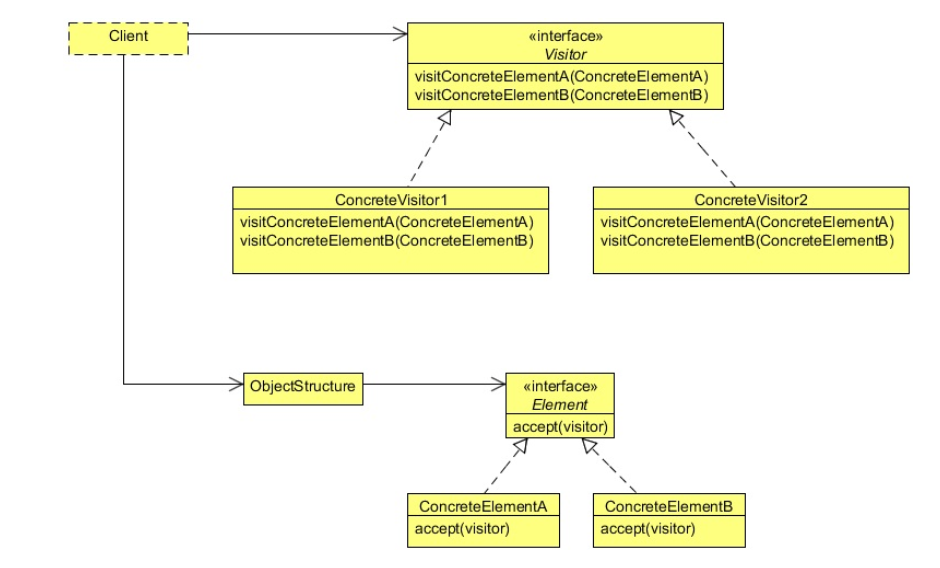 Client
«interface»
Visitor
visitConcreteElementA(ConcreteElementA)
visitConcreteElementB(ConcreteElementB)
ConcreteVisitor1
visitConcreteElementA(ConcreteElementA)
visitConcreteElementB(ConcreteElementB)
ConcreteVisitor2
visitConcreteElementA(ConcreteElementA)
visitConcreteElementB(ConcreteElementB)
ObjectStructure
«interface»
Element
accept(visitor)
ConcreteElementA
accept(visitor)
ConcreteElementB
accept(visitor)